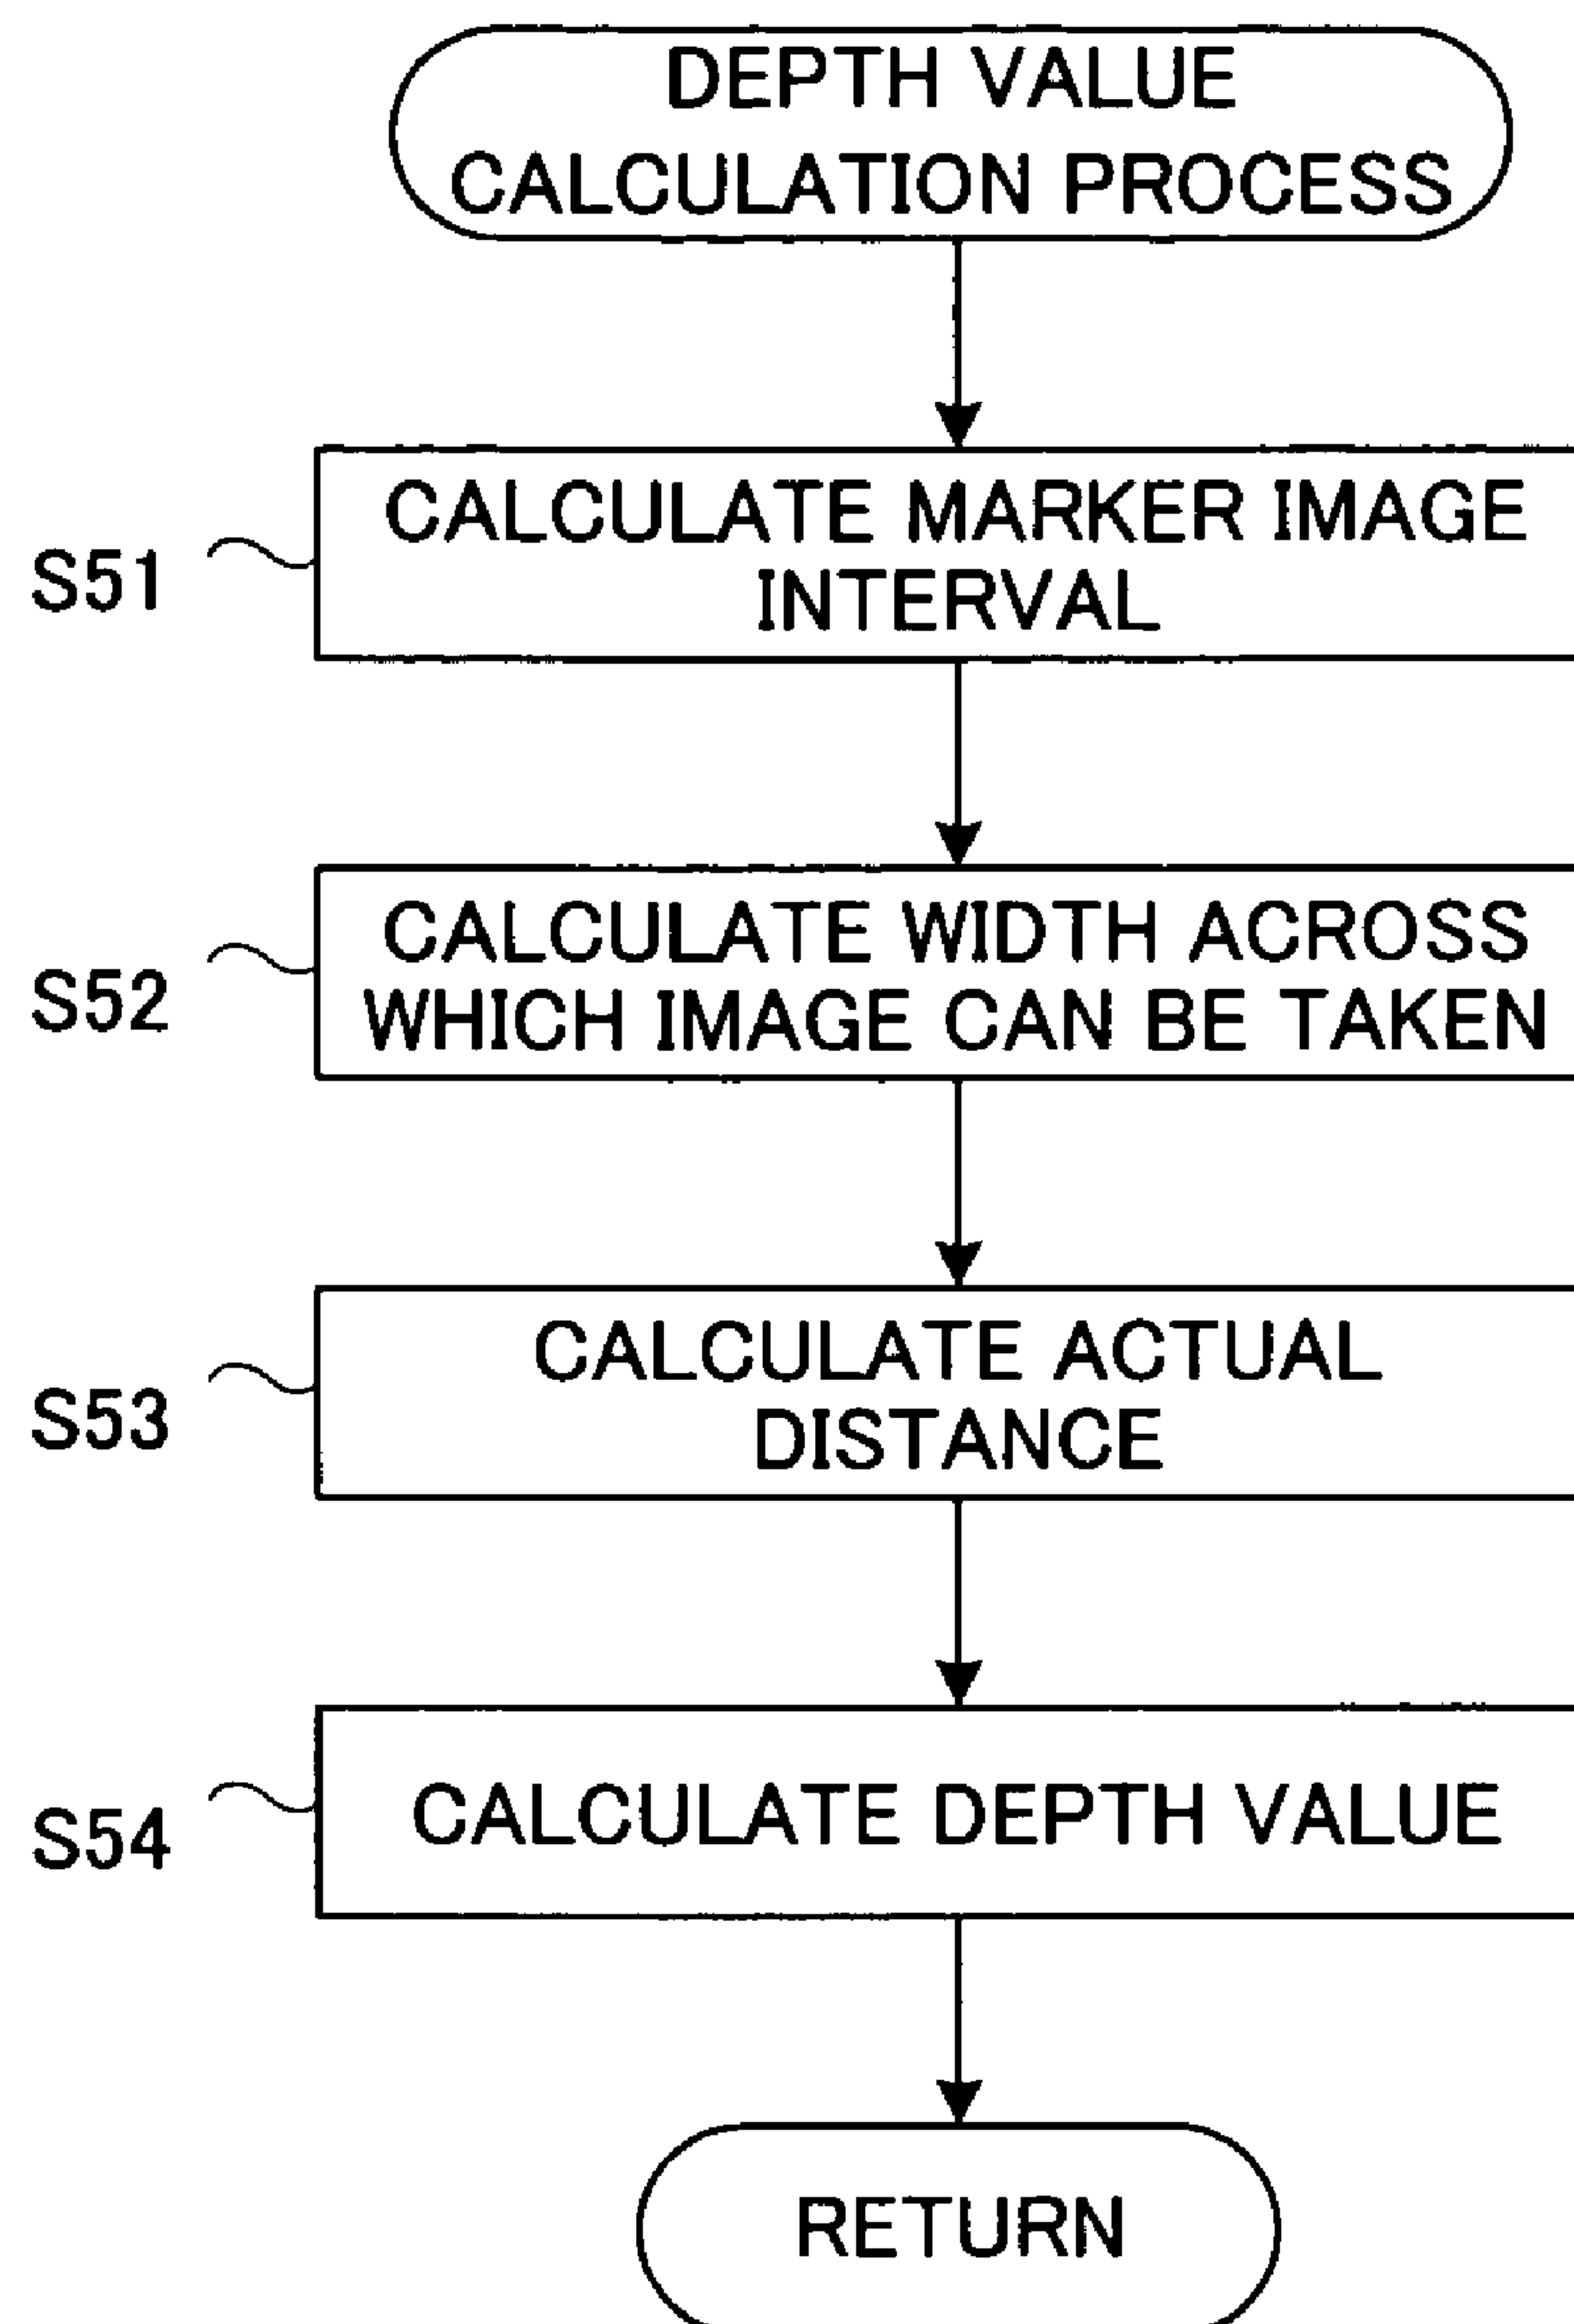 DEPTH VALUE
CALCULATION PROCESS
S51
CALCULATE MARKER IMAGE
INTERVAL
S52
CALCULATE WIDTH ACROSS
WHICH IMAGE CAN BE TAKEN
S53
CALCULATE ACTUAL
DISTANCE
S54
CALCULATE DEPTH VALUE
RETURN